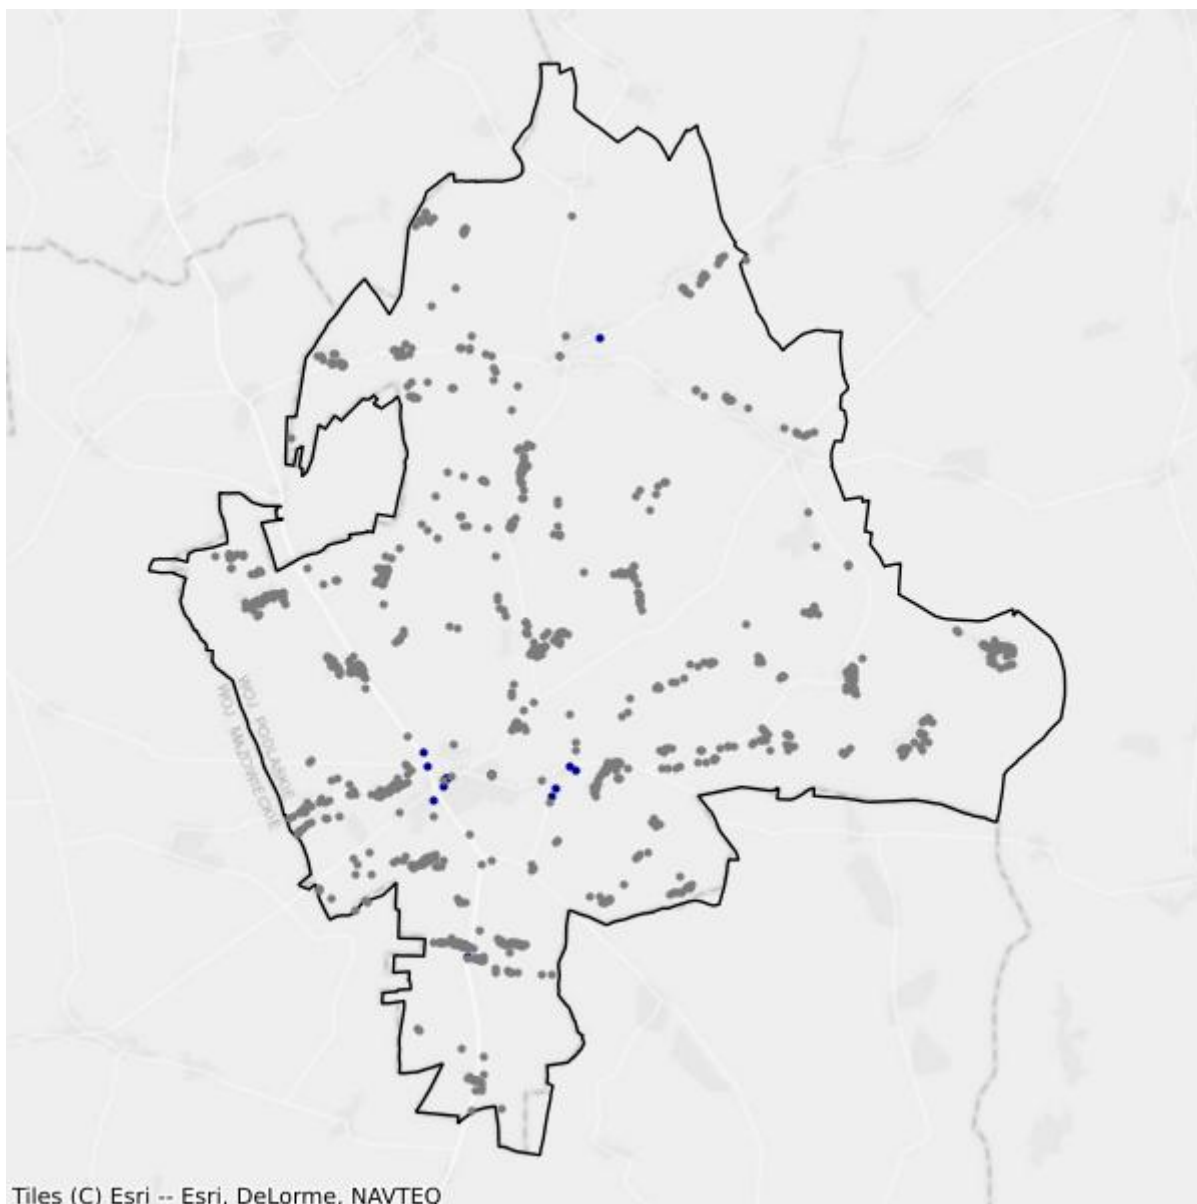 WOJ. PODLASKIE
WOJ. MAZOWIECKIE
Tiles (C) Esri -- Esri, DeLorme, NAVTEQ